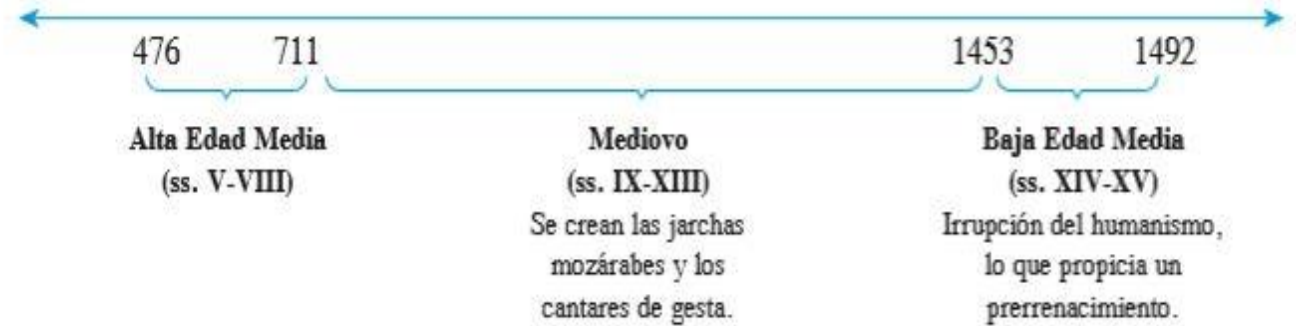 476 711 1453 1492
Alta Edad Media
(ss. V-VIII)
Mediovo
(ss. IX-XIII)
Se crean las jarchas
mozárabes y los
cantares de gesta.
Baja Edad Media
(ss. XIV-XV)
Irrupción del humanismo,
lo que propicia un
prerrenacimiento.